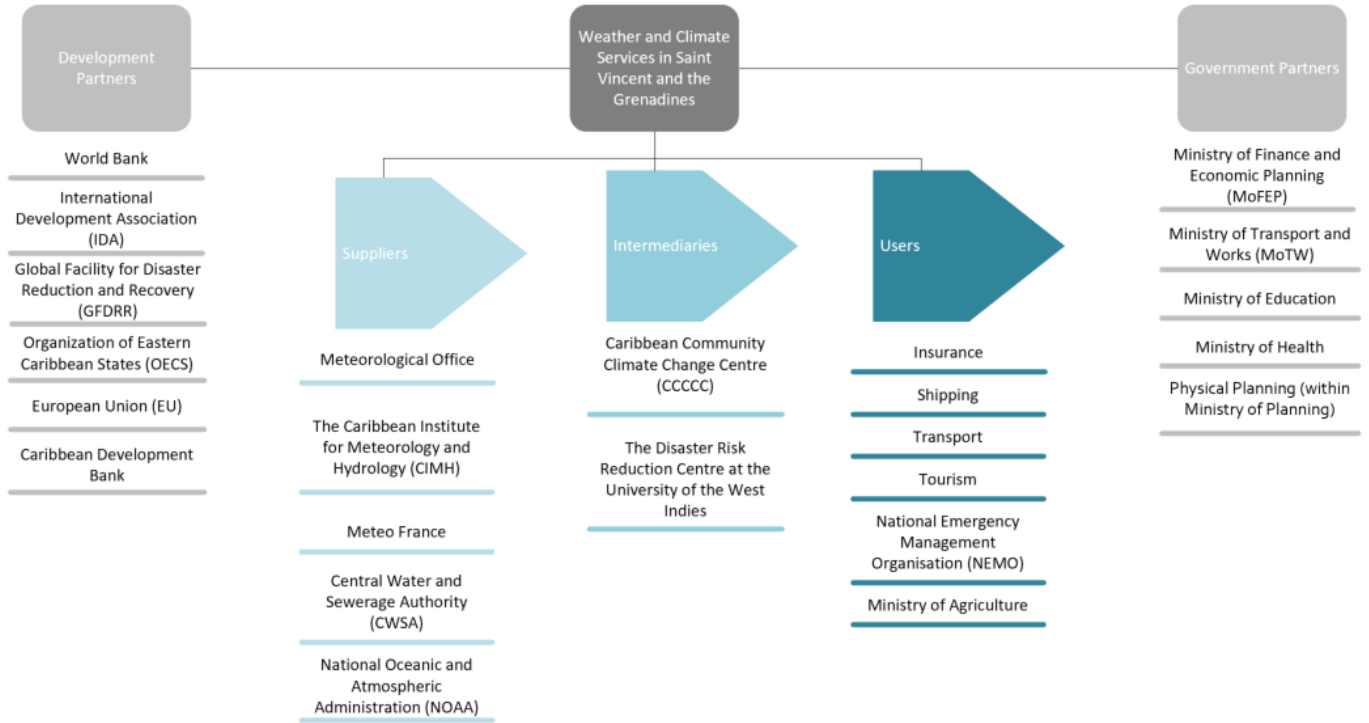 Development
Partners
World Bank
International
Development Association
(IDA)
Global Facility for Disaster
Reduction and Recovery
(GFDRR)
Organization of Eastern
Caribbean States (OECS)
European Union (EU)
Caribbean Development
Bank
Weather and Climate
Services in Saint
Vincent and the
Grenadines
Suppliers
Meteorological Office
The Caribbean Institute
for Meteorology and
Hydrology (CIMH)
Meteo France
Central Water and
Sewerage Authority
(CWSA)
National Oceanic and
Atmospheric
Administration (NOAA)
Intermediaries
Caribbean Community
Climate Change Centre
(CCCCC)
The Disaster Risk
Reduction Centre at the
University of the West
Indies
Users
Insurance
Shipping
Transport
Tourism
National Emergency
Management
Organisation (NEMO)
Ministry of Agriculture
Government Partners
Ministry of Finance and
Economic Planning
(MoFEP)
Ministry of Transport and
Works (MoTW)
Ministry of Education
Ministry of Health
Physical Planning (within
Ministry of Planning)